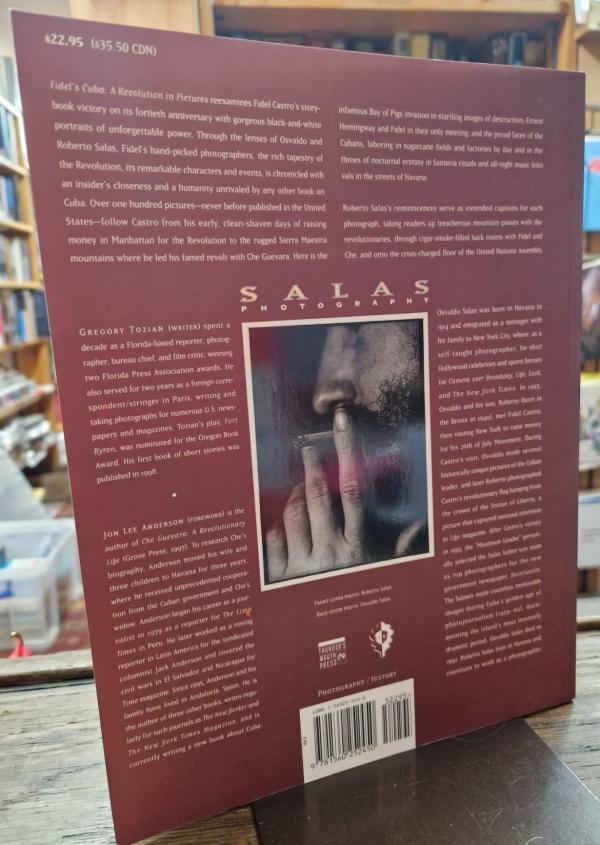 $22.95 ($35.50 CDN)
Fidel's Cuba: A Revolution in Pictures reexamines Fidel Castro's story-
book victory on its fortieth anniversary with gorgeous black-and-white
portraits of unforgettable power. Through the lenses of Osvaldo and
Roberto Salas, Fidel's hand-picked photographers, the rich tapestry of
the Revolution, its remarkable characters and events, is chronicled with
an insider's closeness and a humanity unrivaled by any other book on
Cuba. Over one hundred pictures—never before published in the United
States—follow Castro from his early, clean-shaven days of raising
money in Manhattan for the Revolution to the rugged Sierra Maestra
mountains where he led his famed revolt with Che Guevara. Here is the
infamous Bay of Pigs invasion in startling images of destruction; Ernest
Hemingway and Fidel in their only meeting; and the proud faces of the
Cubans, laboring in sugarcane fields and factories by day and in the
throes of nocturnal ecstasy in Santería rituals and all-night music festi-
vals in the streets of Havana.
Roberto Salas's reminiscences serve as extended captions for each
photograph, taking readers up treacherous mountain passes with the
revolutionaries, through cigar-smoke-filled back rooms with Fidel and
Che, and onto the crisis-charged floor of the United Nations Assembly.
SALAS
PHOTOGRAPHY
GREGORY TOZIAN (WRITER) spent a
decade as a Florida-based reporter, photog-
rapher, bureau chief, and film critic, winning
two Florida Press Association awards. He
also served for two years as a foreign corre-
spondent/stringer in Paris, writing and
taking photographs for numerous U.S. news-
papers and magazines. Tozian's play, Fort
Byron, was nominated for the Oregon Book
Award. His first book of short stories was
published in 1998.
JON LEE ANDERSON (FOREWORD) is the
author of Che Guevara: A Revolutionary
Life (Grove Press, 1997). To research Che's
biography, Anderson moved his wife and
three children to Havana for three years,
where he received unprecedented coopera-
tion from the Cuban government and Che's
widow. Anderson began his career as a jour-
nalist in 1979 as a reporter for The Lima
Times in Peru. He later worked as a roving
reporter in Latin America for the syndicated
columnist Jack Anderson and covered the
civil wars in El Salvador and Nicaragua for
Time magazine. Since 1995, Anderson and his
family have lived in Andalucia, Spain. He is
the author of three other books, writes regu-
larly for such journals as The New Yorker and
The New York Times Magazine, and is
currently writing a new book about Cuba.
Osvaldo Salas was born in Havana in
1914 and emigrated as a teenager with
his family to New York City, where, as a
self-taught photographer, he shot
Hollywood celebrities and sports heroes
for Camera over Broadway, Life, Look,
and The New York Times. In 1955,
Osvaldo and his son, Roberto (born in
the Bronx in 1940), met Fidel Castro,
then visiting New York to raise money
for his 26th of July Movement. During
Castro's visit, Osvaldo made several
historically unique pictures of the Cuban
leader, and later Roberto photographed
Castro's revolutionary flag hanging from
the crown of the Statue of Liberty, a
picture that captured national attention
in Life magazine. After Castro's victory
in 1959, the "Maximum Leader" person-
ally selected the Salas father-son team
as top photographers for the new
government newspaper, Revolución.
The Salases made countless memorable
images during Cuba's golden age of
photojournalism (1959-69), docu-
menting the island's most intensely
dramatic period. Osvaldo Salas died in
1992. Roberto Salas lives in Havana and
continues to work as a photographer.
FRONT COVER PHOTO: Roberto Salas
BACK COVER PHOTO: Osvaldo Salas
THUNDER'S
MOUTH
PRESS
PHOTOGRAPHY / HISTORY
ISBN 1-56025-245-0
52295
9 781560 252450